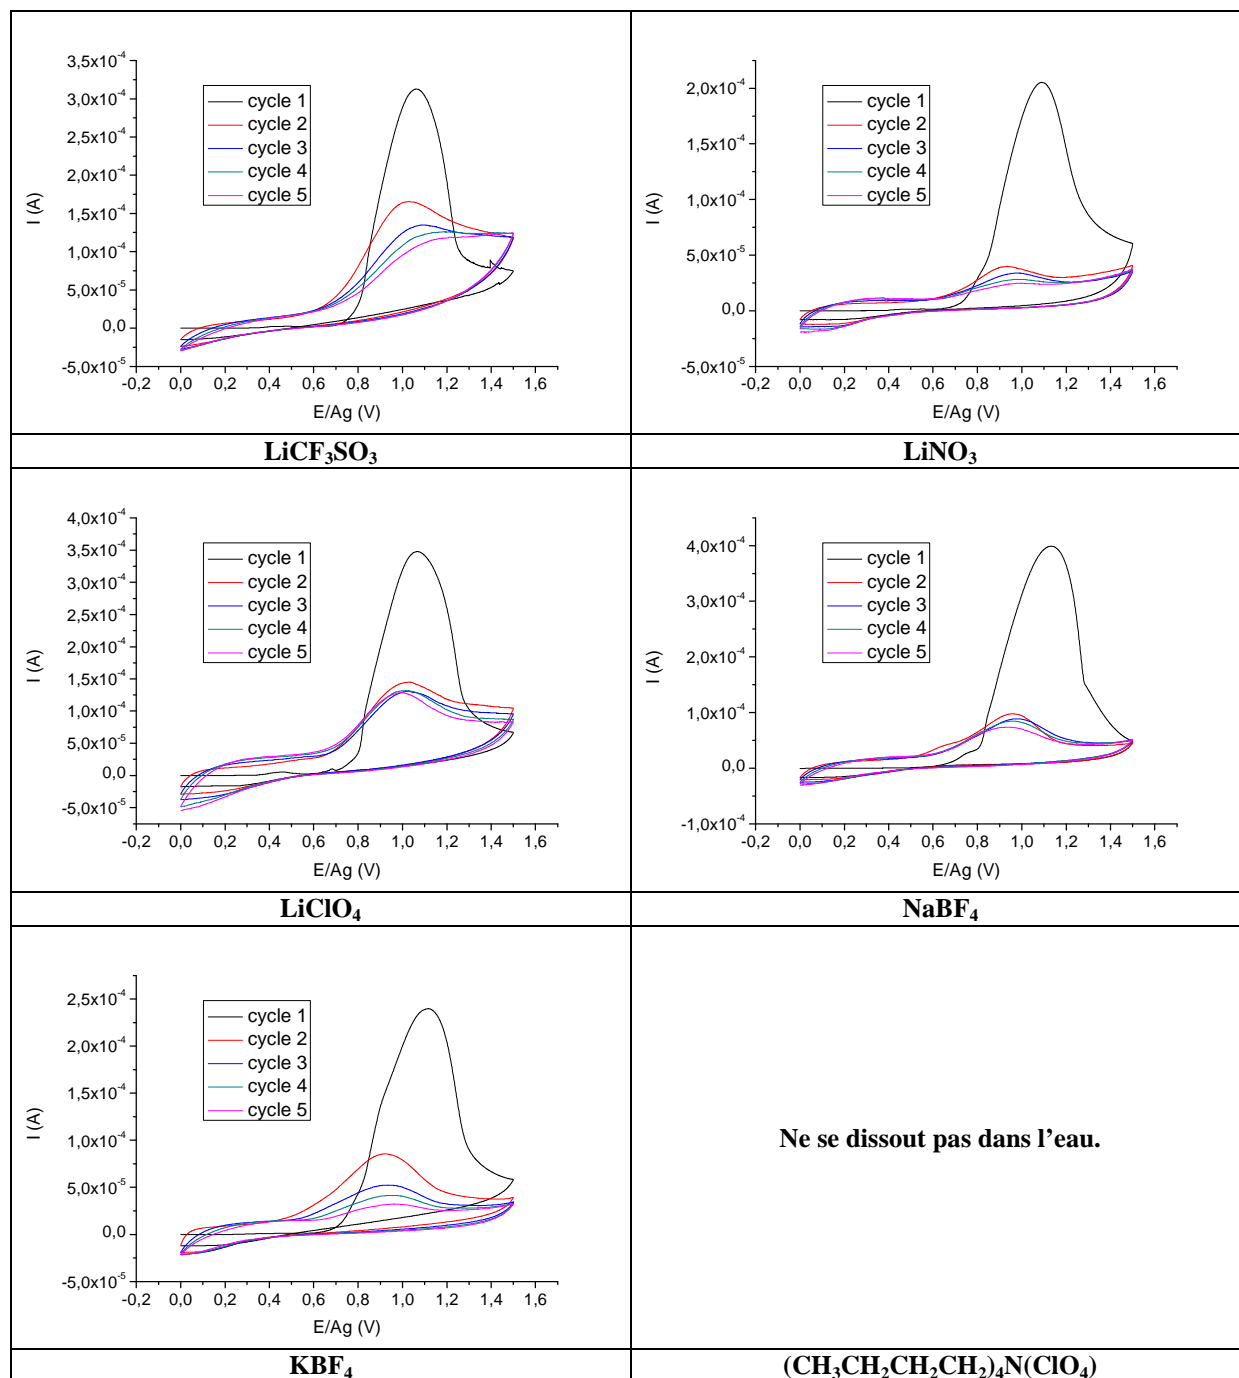 3,5x10-4
3,0x10-4
2,5x10-4
2,0x10-4
1,5x10-4
1,0x10-4
5,0x10-5
0,0
-5,0x10-5
I (A)
cycle 1
cycle 2
cycle 3
cycle 4
cycle 5
-0,2 0,0 0,2 0,4 0,6 0,8 1,0 1,2 1,4 1,6
E/Ag (V)
LiCF3SO3
2,0x10-4
1,5x10-4
1,0x10-4
5,0x10-5
0,0
-5,0x10-5
I (A)
cycle 1
cycle 2
cycle 3
cycle 4
cycle 5
-0,2 0,0 0,2 0,4 0,6 0,8 1,0 1,2 1,4 1,6
E/Ag (V)
LiNO3
4,0x10-4
3,5x10-4
3,0x10-4
2,5x10-4
2,0x10-4
1,5x10-4
1,0x10-4
5,0x10-5
0,0
-5,0x10-5
I (A)
cycle 1
cycle 2
cycle 3
cycle 4
cycle 5
-0,2 0,0 0,2 0,4 0,6 0,8 1,0 1,2 1,4 1,6
E/Ag (V)
LiClO4
4,0x10-4
3,0x10-4
2,0x10-4
1,0x10-4
0,0
-1,0x10-4
I (A)
cycle 1
cycle 2
cycle 3
cycle 4
cycle 5
-0,2 0,0 0,2 0,4 0,6 0,8 1,0 1,2 1,4 1,6
E/Ag (V)
NaBF4
2,5x10-4
2,0x10-4
1,5x10-4
1,0x10-4
5,0x10-5
0,0
-5,0x10-5
I (A)
cycle 1
cycle 2
cycle 3
cycle 4
cycle 5
-0,2 0,0 0,2 0,4 0,6 0,8 1,0 1,2 1,4 1,6
E/Ag (V)
KBF4
Ne se dissout pas dans l’eau.
(CH3CH2CH2CH2)4N(ClO4)